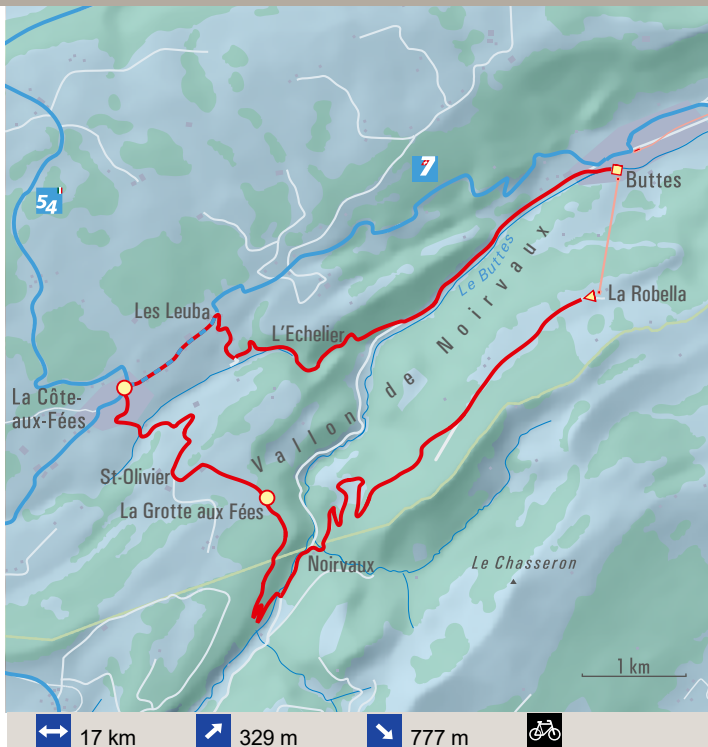 7
54
Buttes
Le Buttes
La Robella
Les Leuba
L'Echelier
La Côte-
aux-Fées
Vallon de Noirvaux
St-Olivier
La Grotte aux Fées
Noirvaux
Le Chasseron
1 km
17 km
329 m
777 m